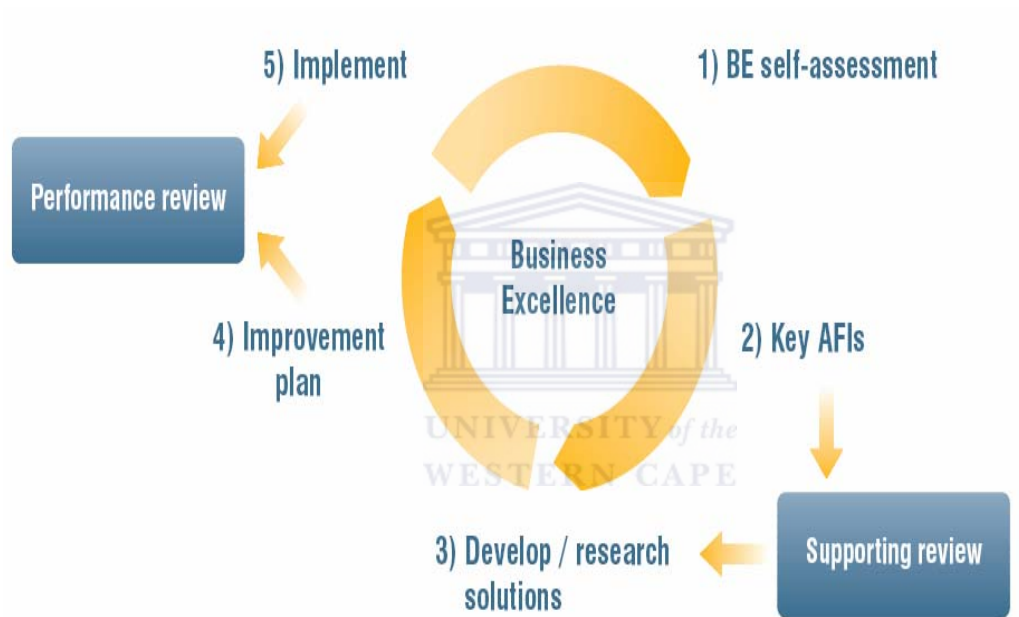 5) Implement
1) BE self-assessment
Performance review
Business
Excellence
4) Improvement
plan
2) Key AFIs
UNIVERSITY of the
WESTERN CAPE
3) Develop / research
solutions
Supporting review